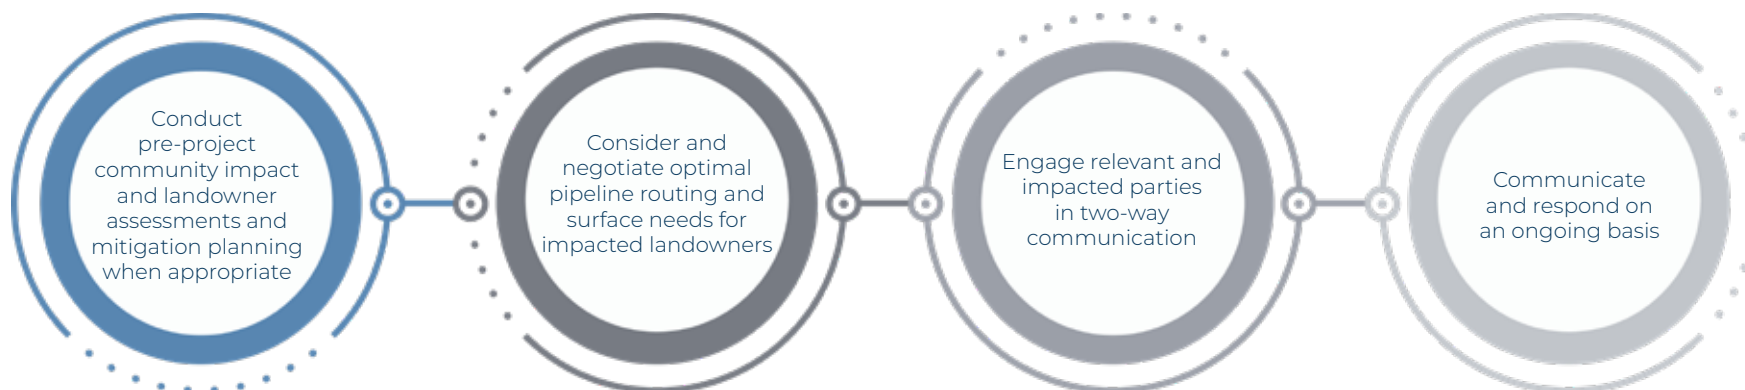 Conduct
pre-project
community impact
and landowner
assessments and
mitigation planning
when appropriate
Consider and
negotiate optimal
pipeline routing and
surface needs for
impacted landowners
Engage relevant and
impacted parties
in two-way
communication
Communicate
and respond on
an ongoing basis